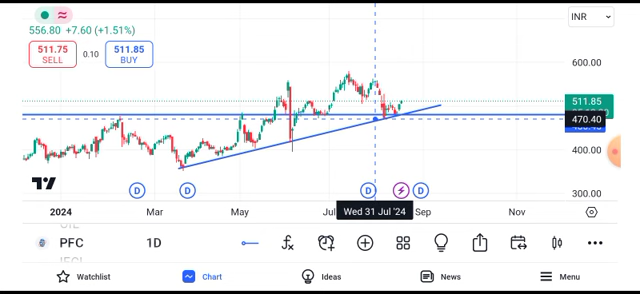 INR
556.80 +7.60 (+1.51%)
511.75
SELL
0.10
511.85
BUY
600.00
511.85
470.40
400.00
300.00
D
D
D
D
2024
Mar
May
Jul
Wed 31 Jul '24
Sep
Nov
PFC
1D
Watchlist
Chart
Ideas
News
Menu